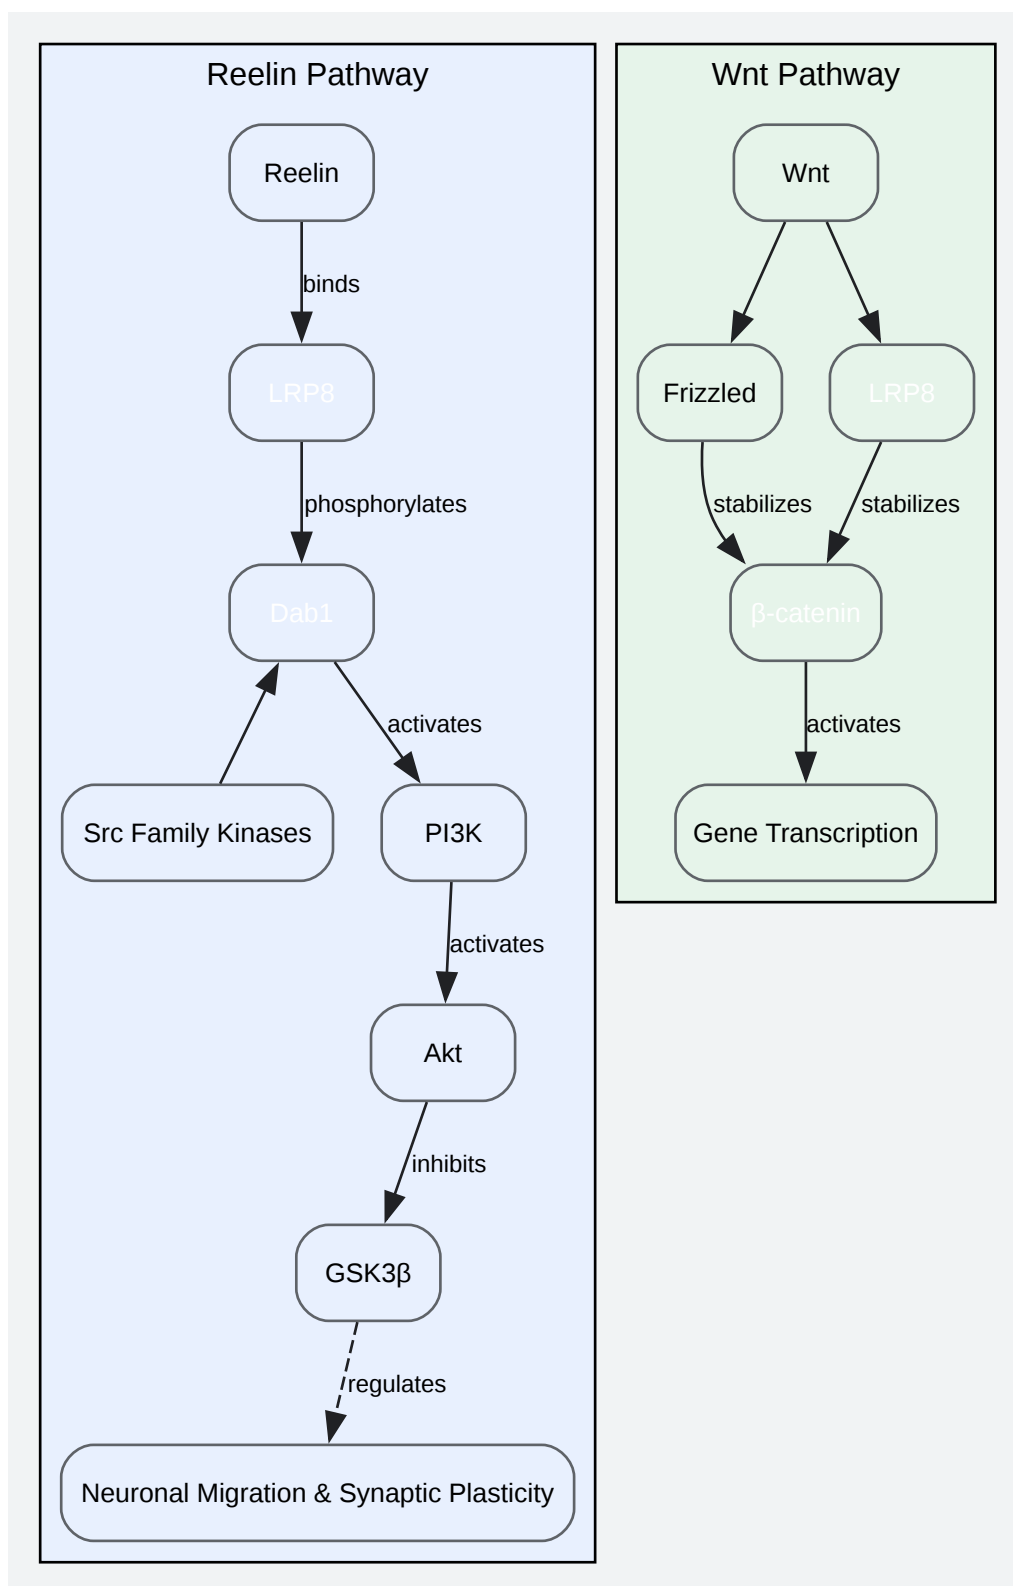 Reelin Pathway
Reelin
binds
LRP8
phosphorylates
Dab1
activates
Src Family Kinases
PI3K
activates
Akt
inhibits
GSK3β
regulates
Neuronal Migration & Synaptic Plasticity
Wnt Pathway
Wnt
Frizzled
LRP8
stabilizes
stabilizes
β-catenin
activates
Gene Transcription